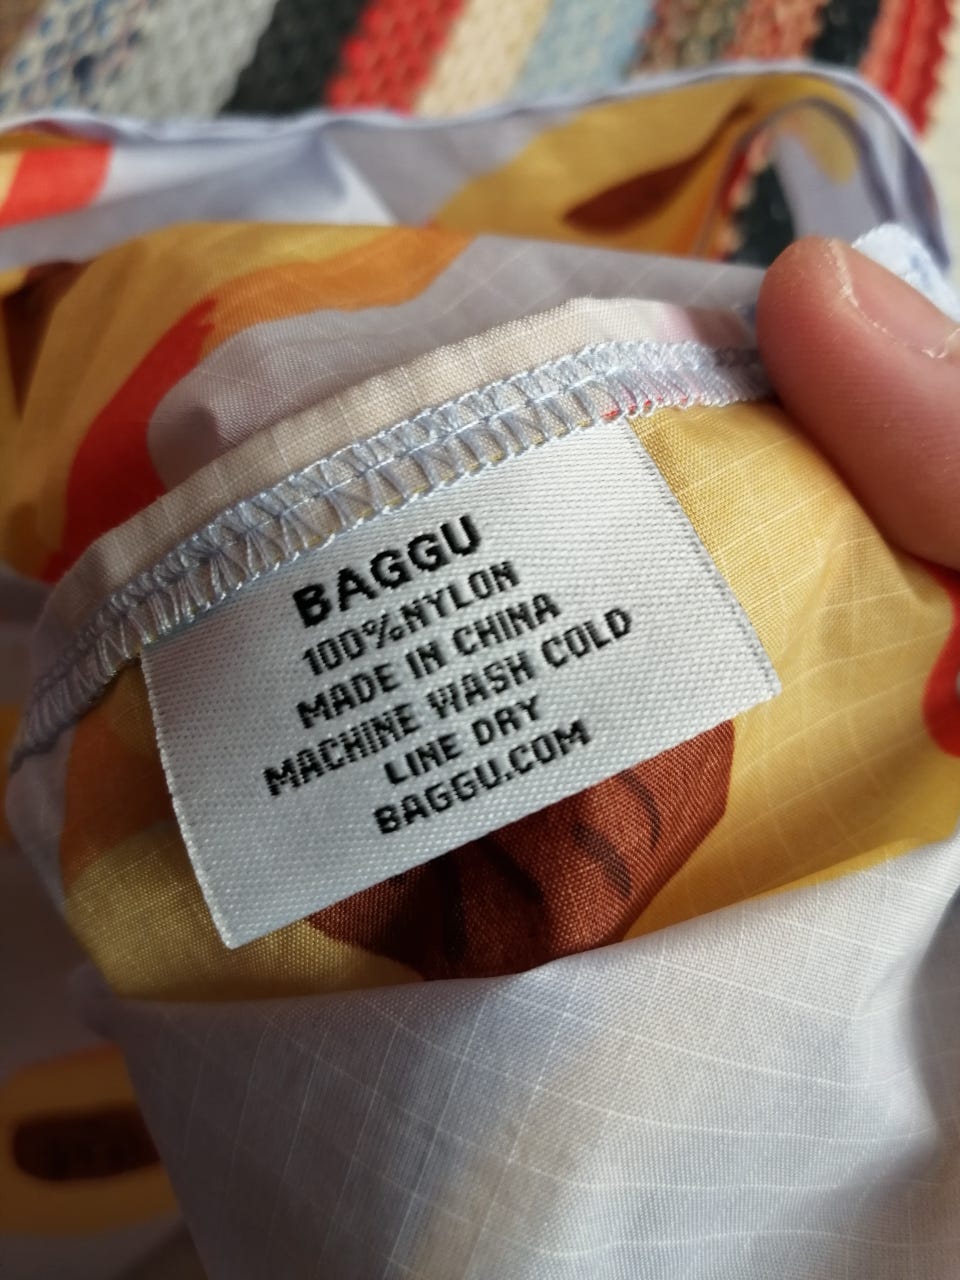 BAGGU
100%NYLON
MADE IN CHINA
MACHINE WASH COLD
LINE DRY
BAGGU.COM